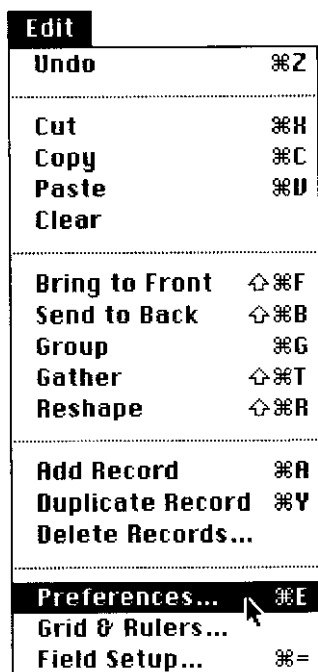 Edit
Undo ⌘Z
Cut ⌘X
Copy ⌘C
Paste ⌘V
Clear
Bring to Front ⇧⌘F
Send to Back ⇧⌘B
Group ⌘G
Gather ⇧⌘T
Reshape ⇧⌘R
Add Record ⌘A
Duplicate Record ⌘Y
Delete Records...
Preferences... ⌘E
Grid & Rulers...
Field Setup... ⌘=